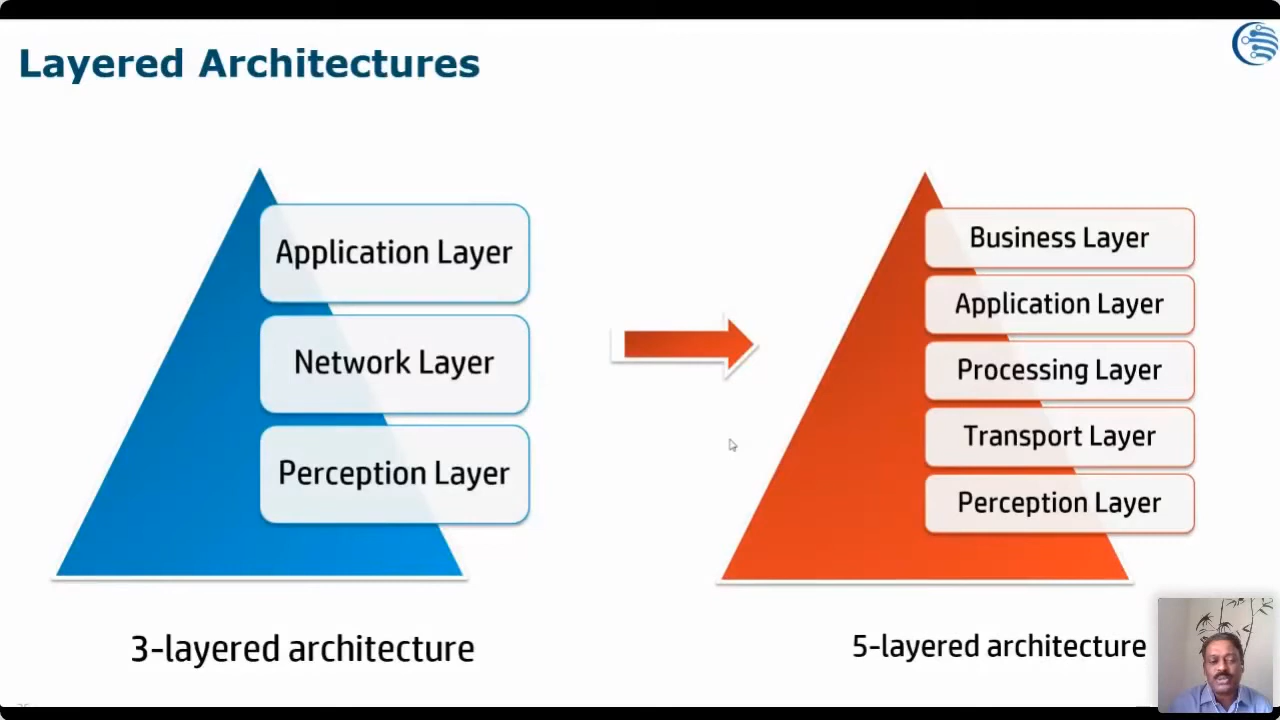 Layered Architectures
Application Layer
Network Layer
Perception Layer
3-layered architecture
Business Layer
Application Layer
Processing Layer
Transport Layer
Perception Layer
5-layered architecture